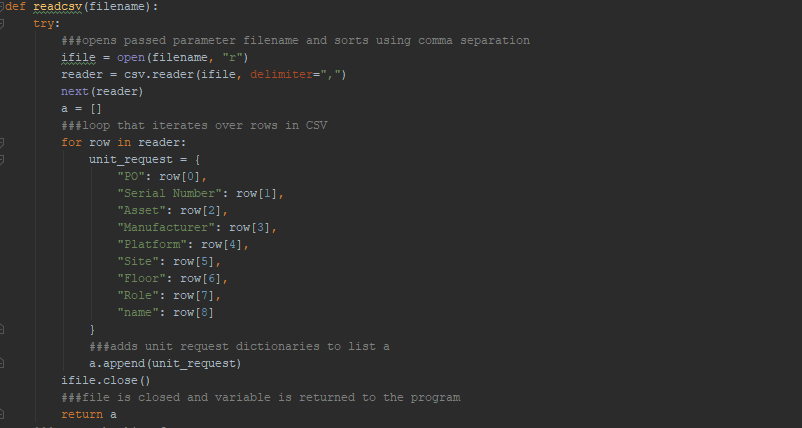 def readcsv(filename):
    try:
        ###opens passed parameter filename and sorts using comma separation
        ifile = open(filename, "r")
        reader = csv.reader(ifile, delimiter=",")
        next(reader)
        a = []
        ###loop that iterates over rows in CSV
        for row in reader:
            unit_request = {
                "PO": row[0],
                "Serial Number": row[1],
                "Asset": row[2],
                "Manufacturer": row[3],
                "Platform": row[4],
                "Site": row[5],
                "Floor": row[6],
                "Role": row[7],
                "name": row[8]
            }
            ###adds unit request dictionaries to list a
            a.append(unit_request)
        ifile.close()
        ###file is closed and variable is returned to the program
        return a